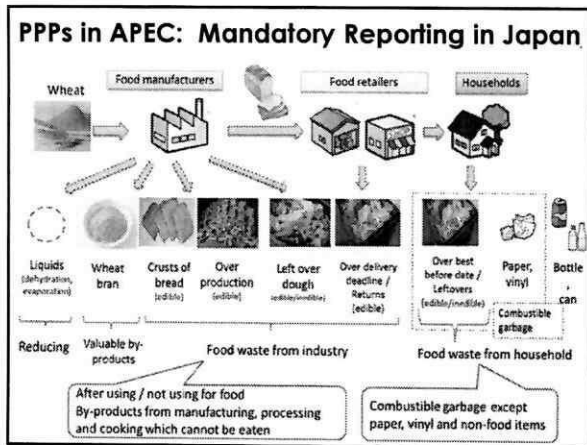 PPPs in APEC: Mandatory Reporting in Japan
Food manufacturers
Food retailers
Households
Wheat
Liquids
(dehydration,
evaporation)
Wheat
bran
Crusts of
bread
(edible)
Over
production
(edible)
Left over
dough
(edible/inedible)
Over delivery
deadline /
Returns
(edible)
Over best
before date /
Leftovers
(edible/inedible)
Paper,
vinyl
Bottle
, can
Combustible
garbage
Reducing
Valuable by-
products
Food waste from industry
Food waste from household
After using / not using for food
By-products from manufacturing, processing
and cooking which cannot be eaten
Combustible garbage except
paper, vinyl and non-food items